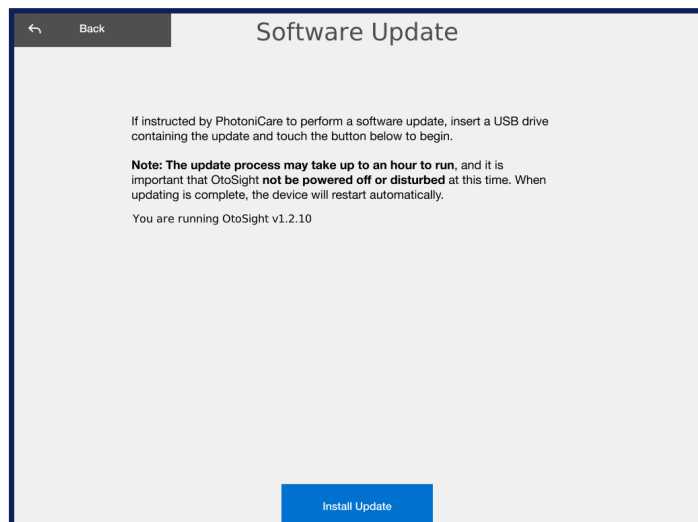 Back
Software Update
If instructed by PhotoniCare to perform a software update, insert a USB drive
containing the update and touch the button below to begin.
Note: The update process may take up to an hour to run, and it is
important that OtoSight not be powered off or disturbed at this time. When
updating is complete, the device will restart automatically.
You are running OtoSight v1.2.10
Install Update